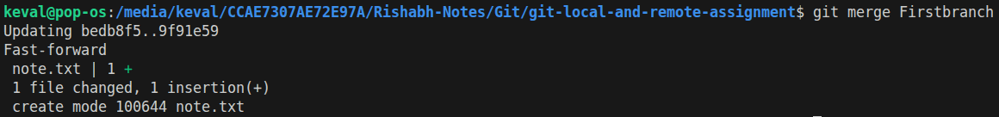 keval@pop-os:/media/keval/CCAE7307AE72E97A/Rishabh-Notes/Git/git-local-and-remote-assignment$ git merge Firstbranch
Updating bedb8f5..9f91e59
Fast-forward
 note.txt | 1 +
 1 file changed, 1 insertion(+)
 create mode 100644 note.txt